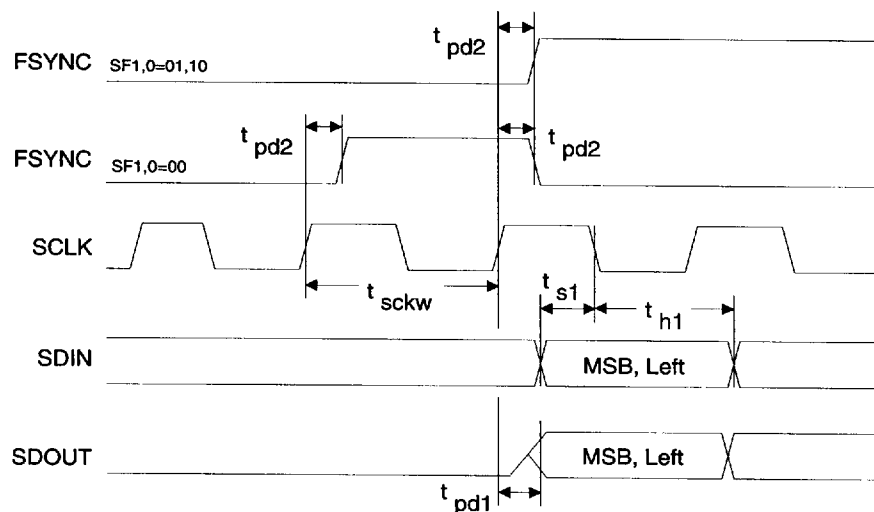 t pd2
FSYNC SF1,0=01,10
t pd2 t pd2
FSYNC SF1,0=00
SCLK
t sckw t s1 t h1
SDIN MSB, Left
SDOUT MSB, Left
t pd1